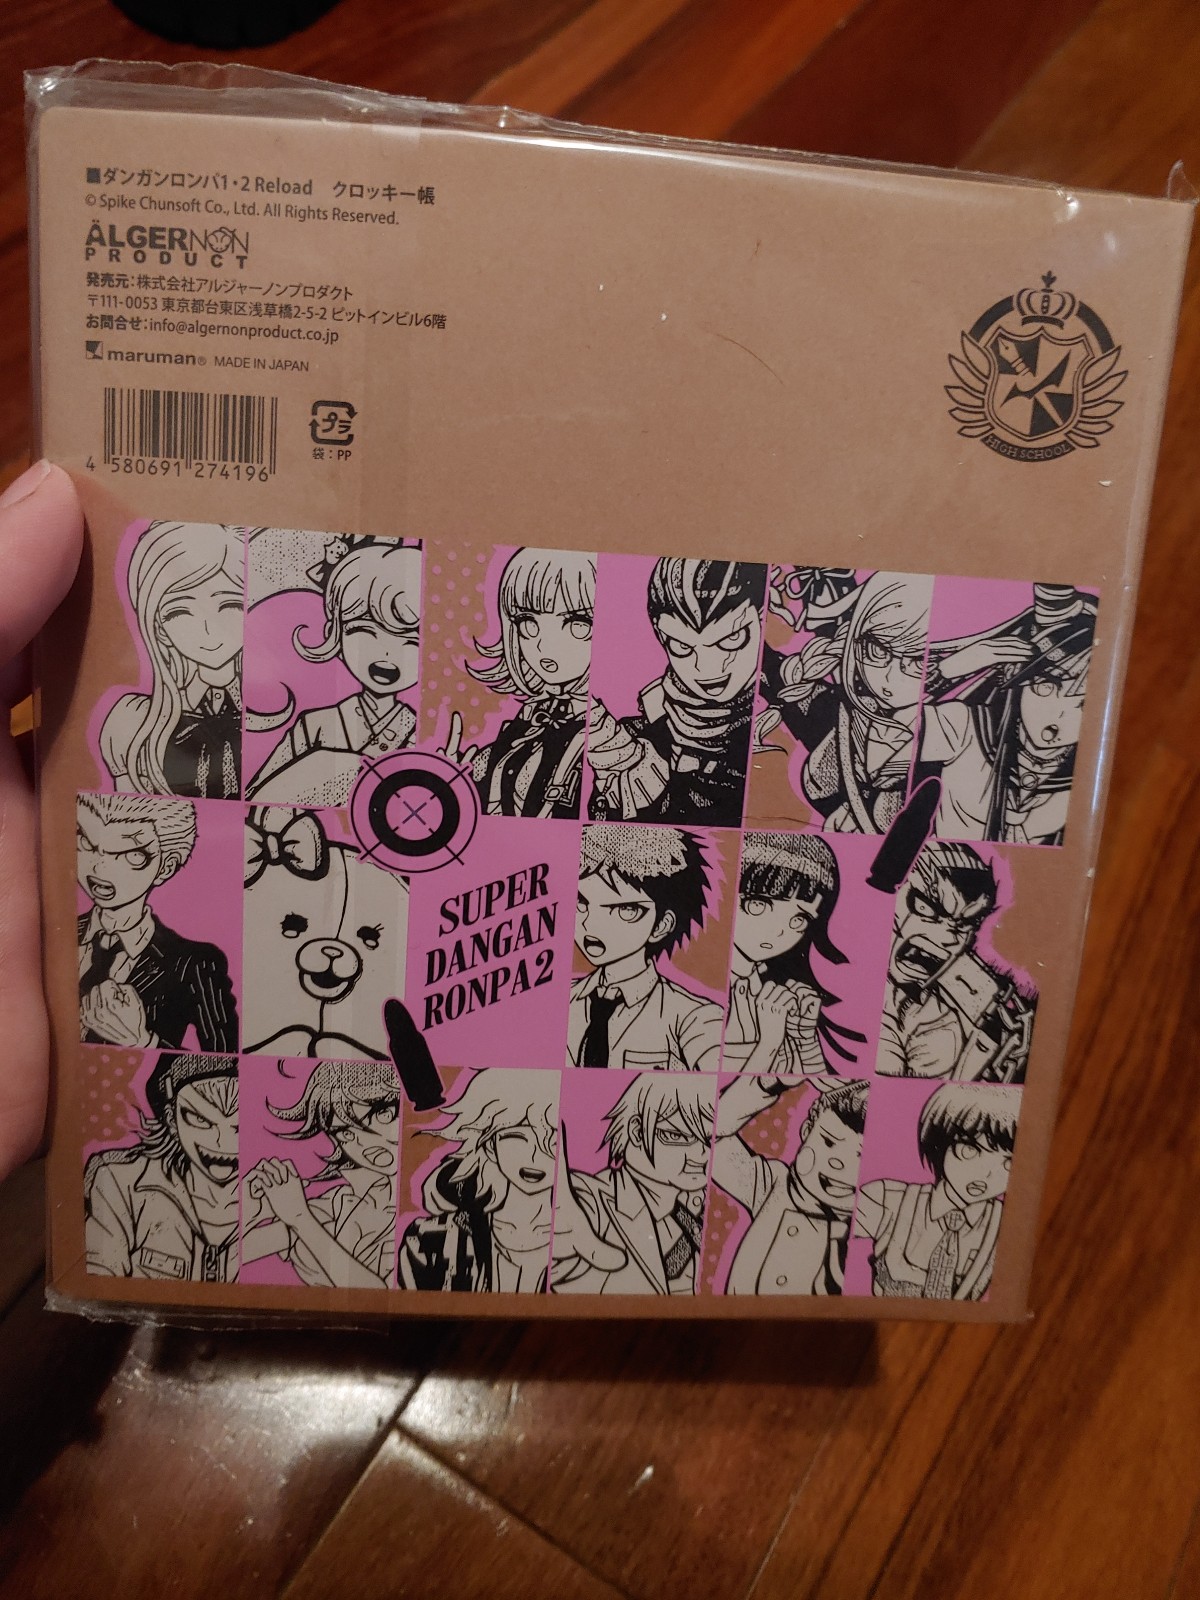 ■ダンガンロンパ1・2 Reload　クロッキー帳
© Spike Chunsoft Co., Ltd. All Rights Reserved.
ÄLGERNON
PRODUCT
発売元：株式会社アルジャーノンプロダクト
〒111-0053 東京都台東区浅草橋2-5-2 ビットインビル6階
お問合せ：info@algernonproduct.co.jp
maruman® MADE IN JAPAN
4 580691 274196
プラ
袋：PP
HIGH SCHOOL
SUPER
DANGAN
RONPA2